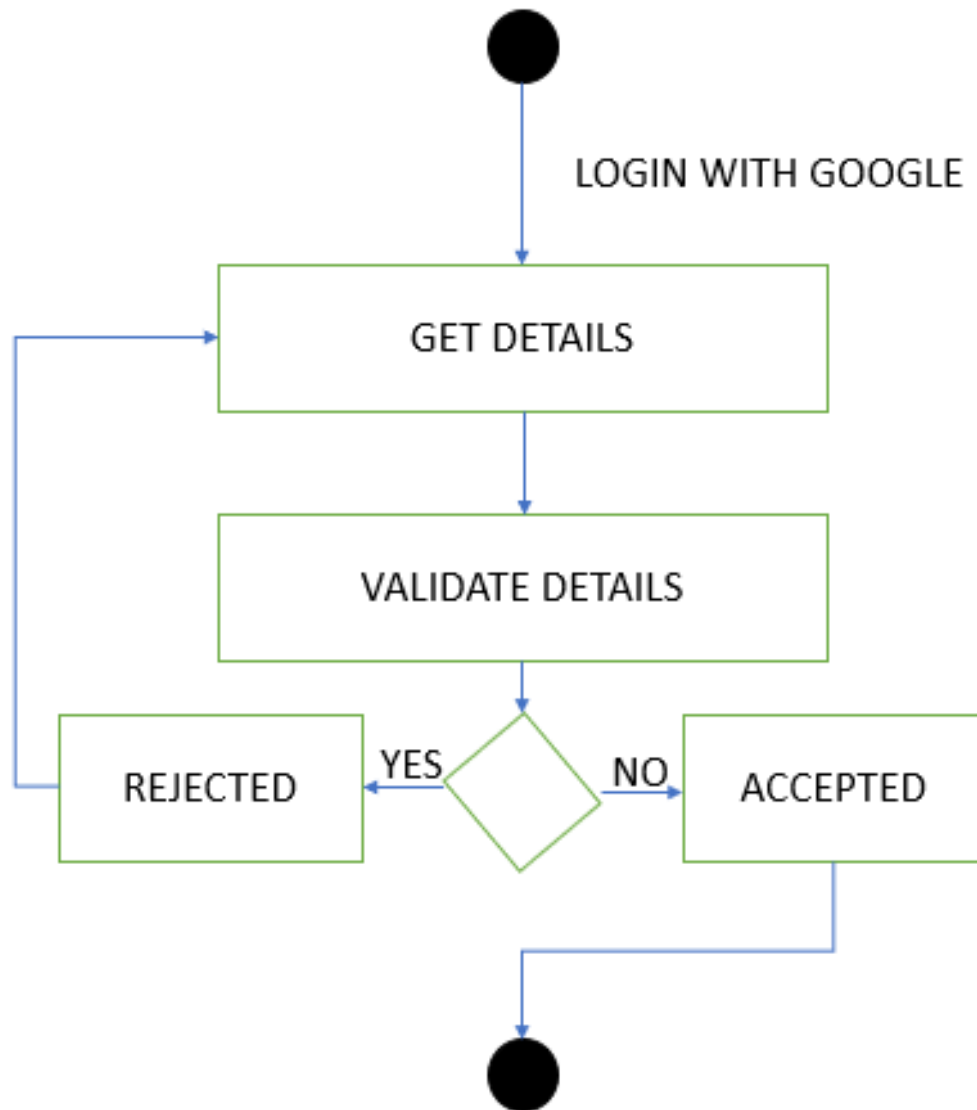 LOGIN WITH GOOGLE
GET DETAILS
VALIDATE DETAILS
REJECTED
YES
NO
ACCEPTED